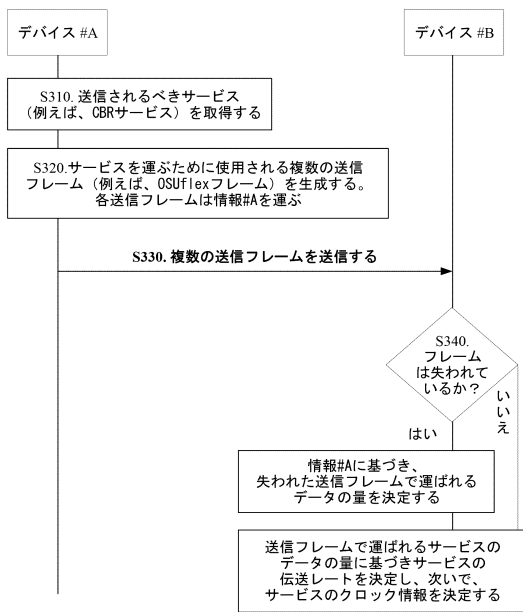 デバイス #A
デバイス #B
S310. 送信されるべきサービス
（例えば、CBRサービス）を取得する
S320.サービスを運ぶために使用される複数の送信
フレーム（例えば、OSUflexフレーム）を生成する。
各送信フレームは情報#Aを運ぶ
S330. 複数の送信フレームを送信する
S340.
フレーム
は失われて
いるか？
いいえ
はい
情報#Aに基づき、
失われた送信フレームで運ばれる
データの量を決定する
送信フレームで運ばれるサービスの
データの量に基づきサービスの
伝送レートを決定し、次いで、
サービスのクロック情報を決定する